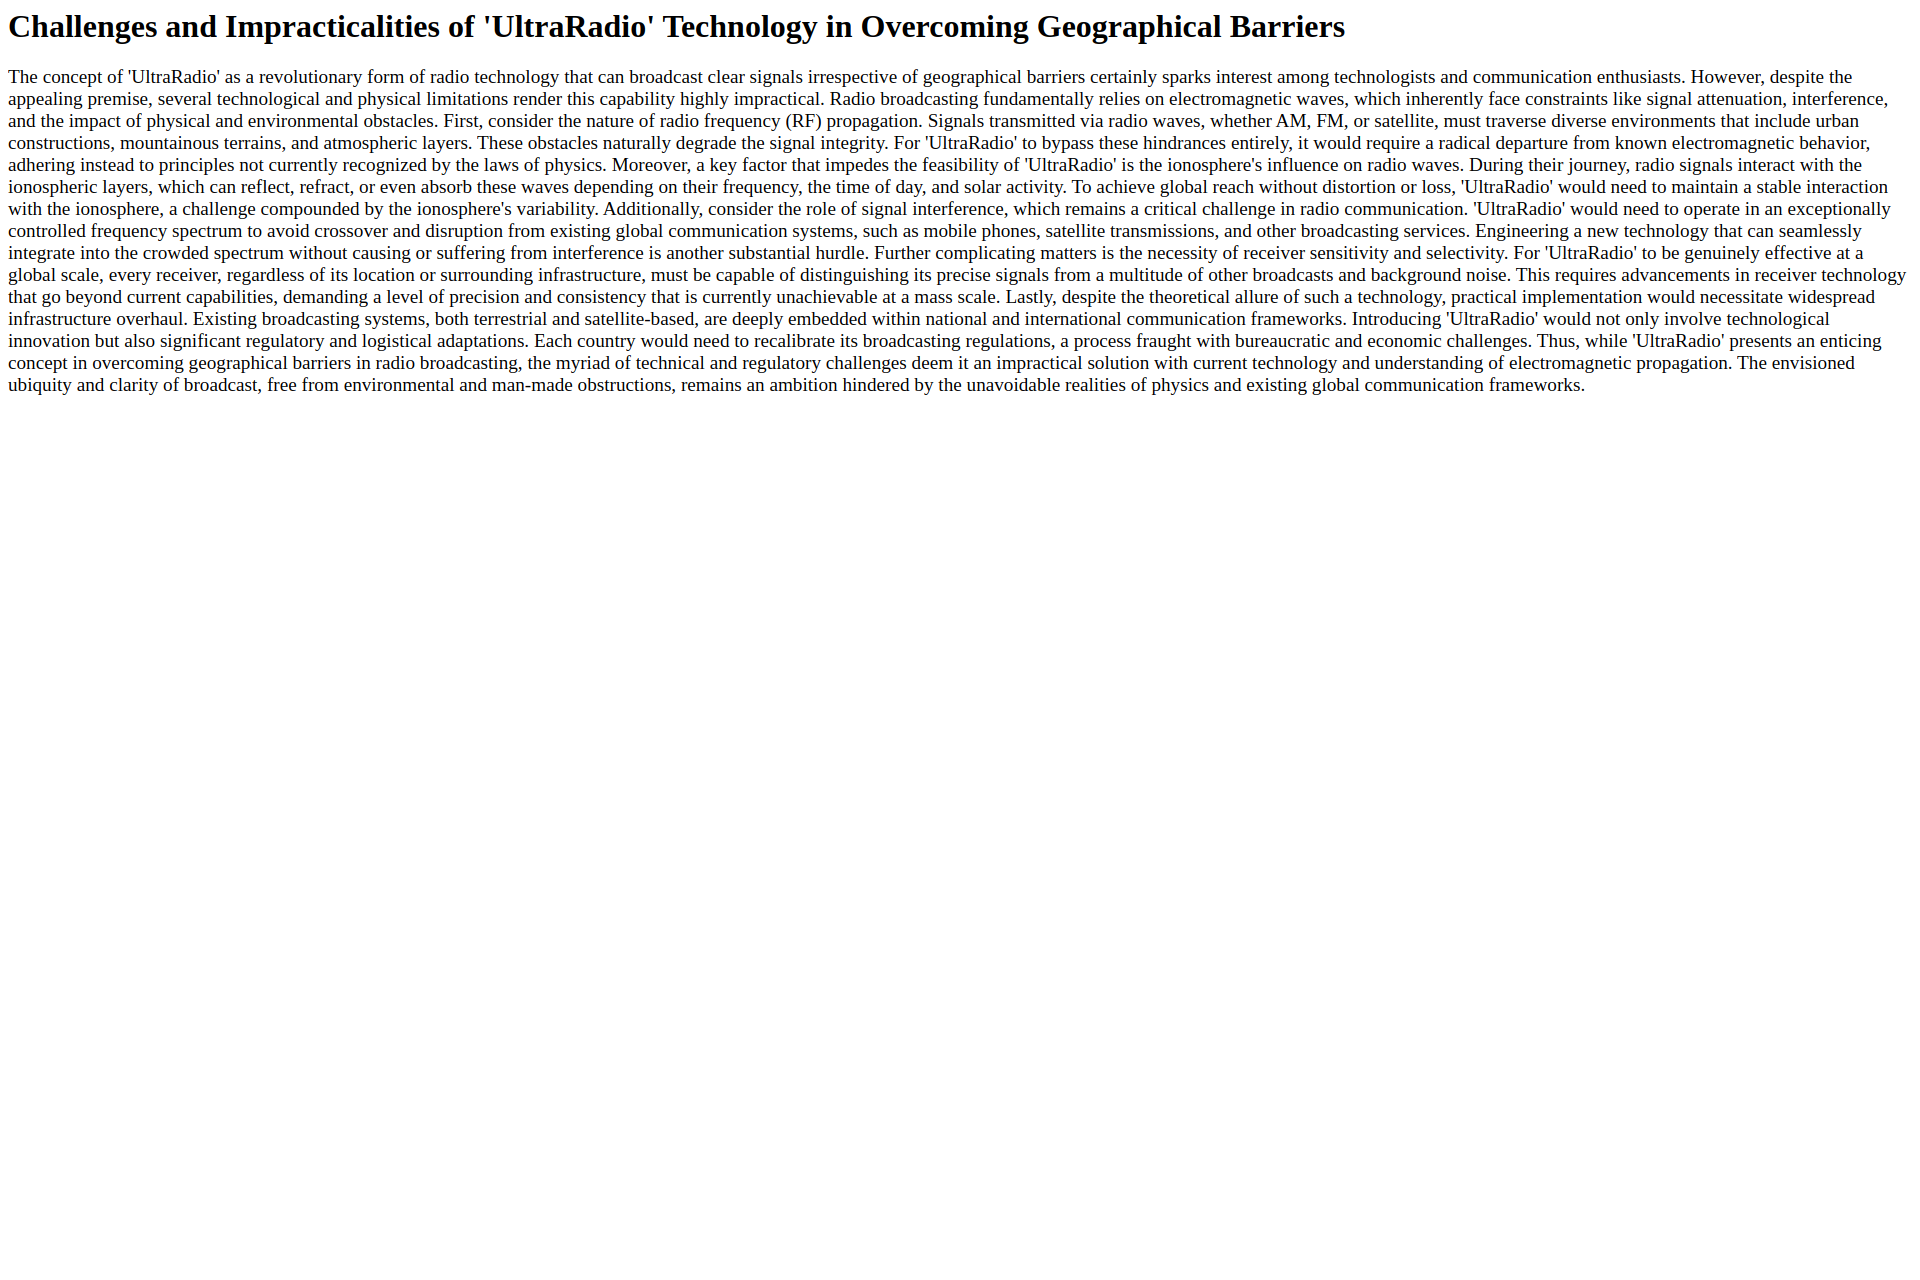 Challenges and Impracticalities of 'UltraRadio' Technology in Overcoming Geographical Barriers
The concept of 'UltraRadio' as a revolutionary form of radio technology that can broadcast clear signals irrespective of geographical barriers certainly sparks interest among technologists and communication enthusiasts. However, despite the
appealing premise, several technological and physical limitations render this capability highly impractical. Radio broadcasting fundamentally relies on electromagnetic waves, which inherently face constraints like signal attenuation, interference,
and the impact of physical and environmental obstacles. First, consider the nature of radio frequency (RF) propagation. Signals transmitted via radio waves, whether AM, FM, or satellite, must traverse diverse environments that include urban
constructions, mountainous terrains, and atmospheric layers. These obstacles naturally degrade the signal integrity. For 'UltraRadio' to bypass these hindrances entirely, it would require a radical departure from known electromagnetic behavior,
adhering instead to principles not currently recognized by the laws of physics. Moreover, a key factor that impedes the feasibility of 'UltraRadio' is the ionosphere's influence on radio waves. During their journey, radio signals interact with the
ionospheric layers, which can reflect, refract, or even absorb these waves depending on their frequency, the time of day, and solar activity. To achieve global reach without distortion or loss, 'UltraRadio' would need to maintain a stable interaction
with the ionosphere, a challenge compounded by the ionosphere's variability. Additionally, consider the role of signal interference, which remains a critical challenge in radio communication. 'UltraRadio' would need to operate in an exceptionally
controlled frequency spectrum to avoid crossover and disruption from existing global communication systems, such as mobile phones, satellite transmissions, and other broadcasting services. Engineering a new technology that can seamlessly
integrate into the crowded spectrum without causing or suffering from interference is another substantial hurdle. Further complicating matters is the necessity of receiver sensitivity and selectivity. For 'UltraRadio' to be genuinely effective at a
global scale, every receiver, regardless of its location or surrounding infrastructure, must be capable of distinguishing its precise signals from a multitude of other broadcasts and background noise. This requires advancements in receiver technology
that go beyond current capabilities, demanding a level of precision and consistency that is currently unachievable at a mass scale. Lastly, despite the theoretical allure of such a technology, practical implementation would necessitate widespread
infrastructure overhaul. Existing broadcasting systems, both terrestrial and satellite-based, are deeply embedded within national and international communication frameworks. Introducing 'UltraRadio' would not only involve technological
innovation but also significant regulatory and logistical adaptations. Each country would need to recalibrate its broadcasting regulations, a process fraught with bureaucratic and economic challenges. Thus, while 'UltraRadio' presents an enticing
concept in overcoming geographical barriers in radio broadcasting, the myriad of technical and regulatory challenges deem it an impractical solution with current technology and understanding of electromagnetic propagation. The envisioned
ubiquity and clarity of broadcast, free from environmental and man-made obstructions, remains an ambition hindered by the unavoidable realities of physics and existing global communication frameworks.